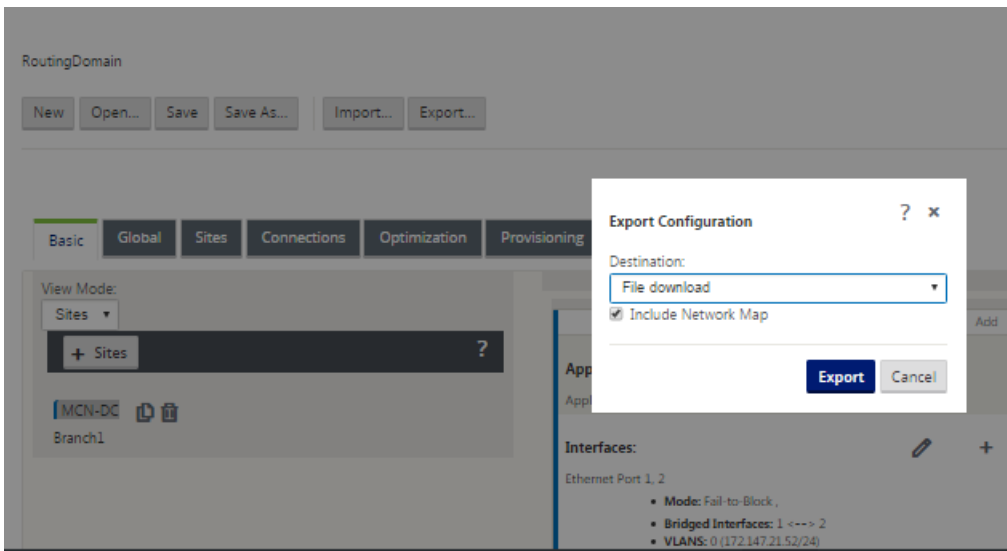 RoutingDomain
New Open... Save Save As... Import... Export...
Basic Global Sites Connections Optimization Provisioning
View Mode:
Sites
+ Sites ?
MCN-DC
Branch1
Export Configuration ? ×
Destination:
File download
Include Network Map
Export Cancel
Add
App
Appl
Interfaces: +
Ethernet Port 1, 2
• Mode: Fail-to-Block ,
• Bridged Interfaces: 1 <--> 2
• VLANS: 0 (172.147.21.52/24)